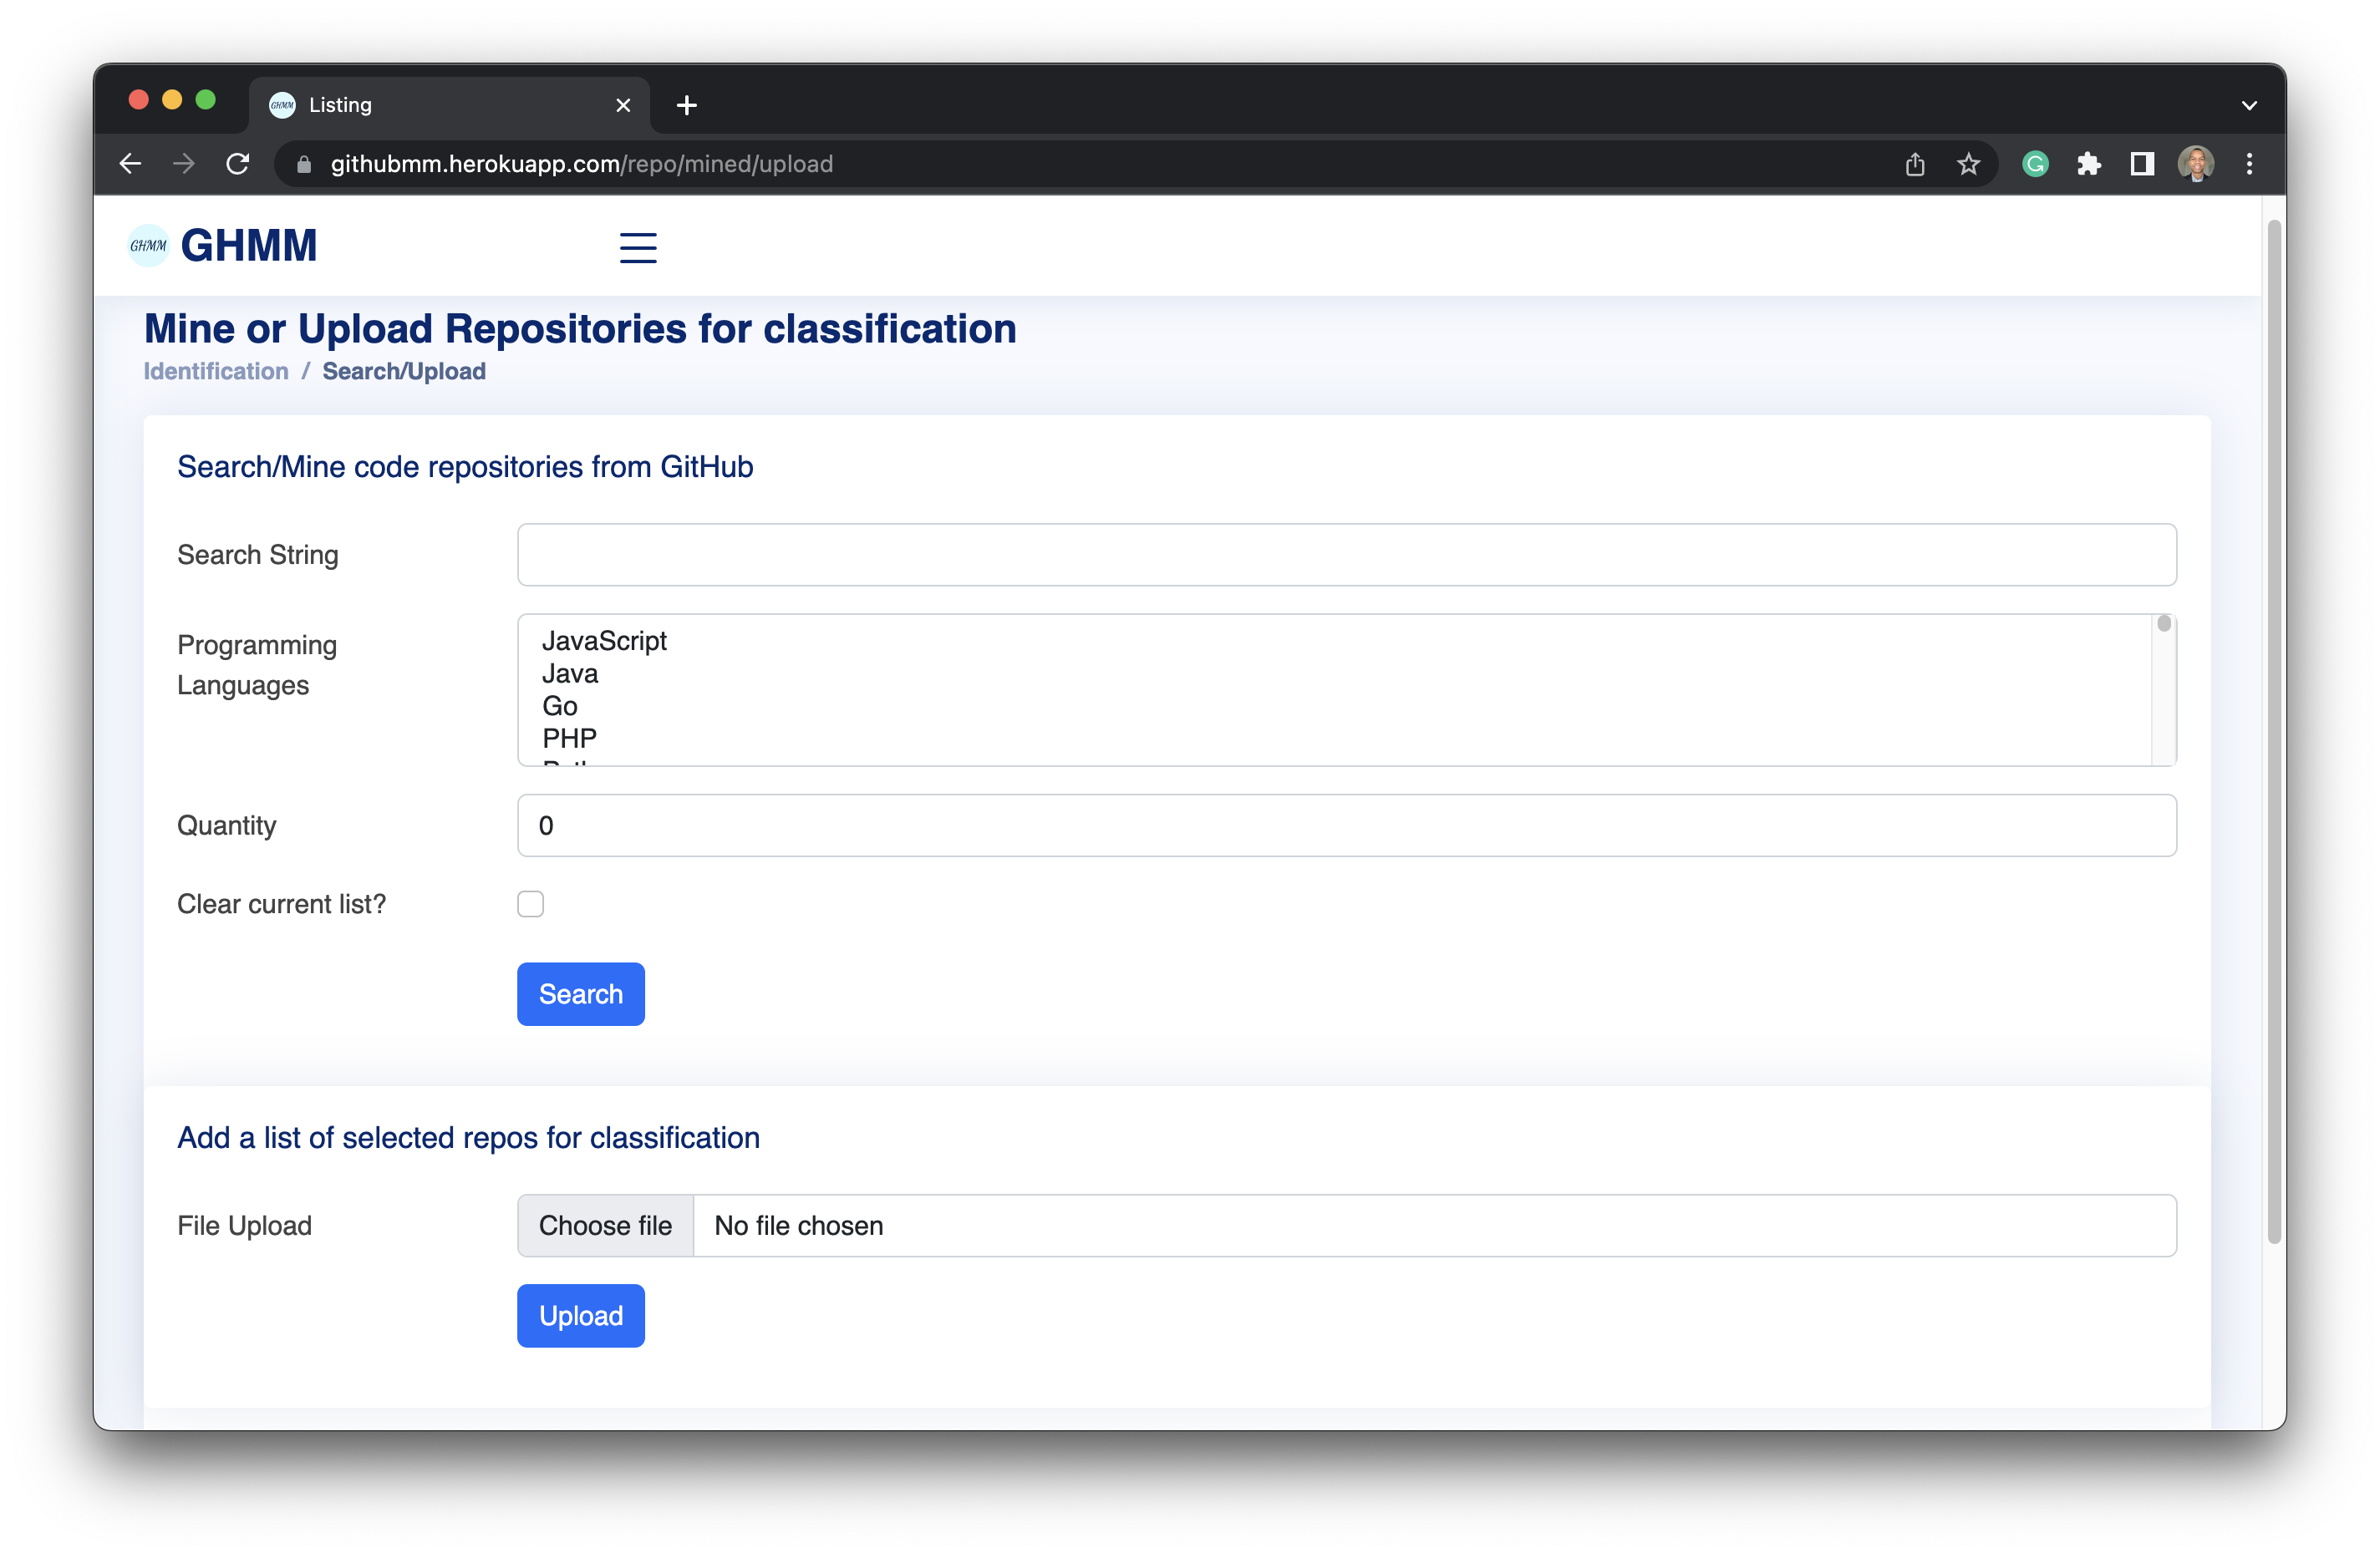 GHMM Listing
githubmm.herokuapp.com/repo/mined/upload
G
GHMM GHMM
Mine or Upload Repositories for classification
Identification / Search/Upload
Search/Mine code repositories from GitHub
Search String
Programming
Languages
JavaScript
Java
Go
PHP
Quantity
0
Clear current list?
Search
Add a list of selected repos for classification
File Upload
Choose file No file chosen
Upload